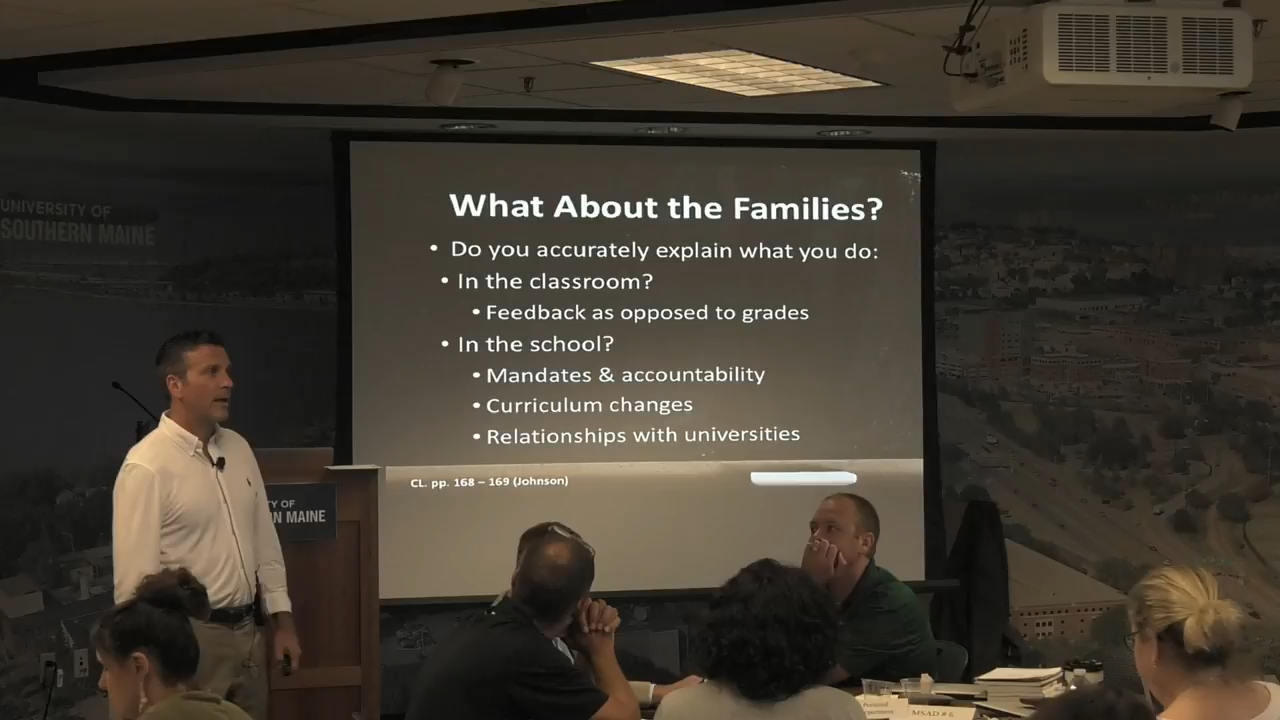 UNIVERSITY OF
SOUTHERN MAINE
What About the Families?
• Do you accurately explain what you do:
• In the classroom?
• Feedback as opposed to grades
• In the school?
• Mandates & accountability
• Curriculum changes
• Relationships with universities
CL. pp. 168 – 169 (Johnson)
TY OF
N MAINE
MSAD # 6